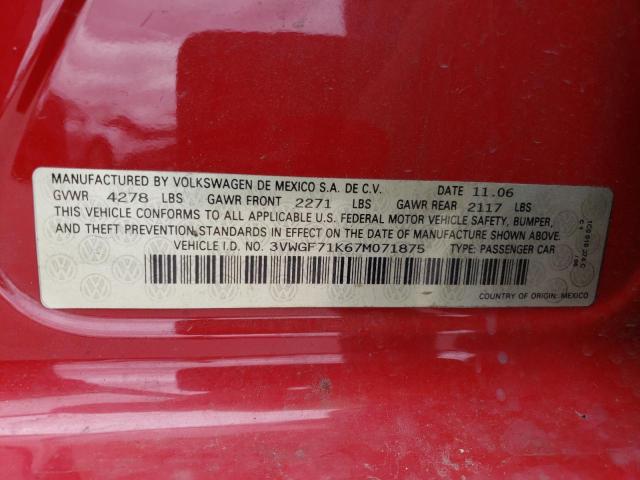 MANUFACTURED BY VOLKSWAGEN DE MEXICO S.A. DE C.V. DATE 11.06
GVWR 4278 LBS GAWR FRONT 2271 LBS GAWR REAR 2117 LBS
THIS VEHICLE CONFORMS TO ALL APPLICABLE U.S. FEDERAL MOTOR VEHICLE SAFETY, BUMPER,
AND THEFT PREVENTION STANDARDS IN EFFECT ON THE DATE OF MANUFACTURE SHOWN ABOVE.
VEHICLE I.D. NO. 3VWGF71K67M071875 TYPE: PASSENGER CAR
COUNTRY OF ORIGIN: MEXICO